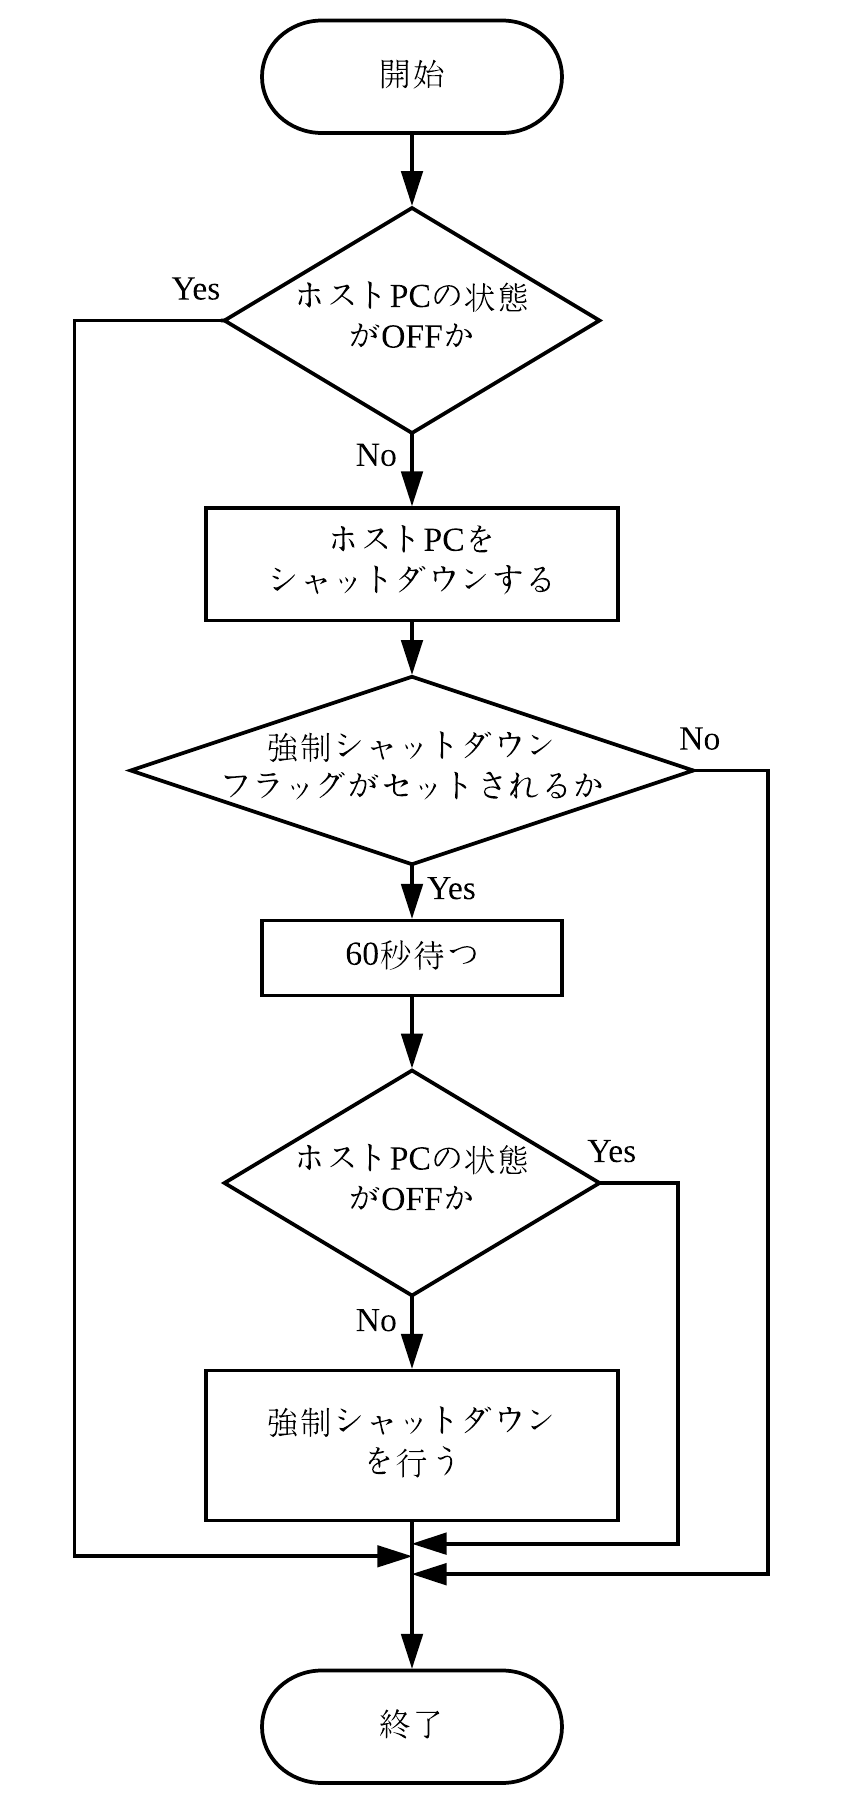 開始
Yes
ホストPCの状態
がOFFか
No
ホストPCを
シャットダウンする
No
強制シャットダウン
フラッグがセットされるか
Yes
60秒待つ
Yes
ホストPCの状態
がOFFか
No
強制シャットダウン
を行う
終了